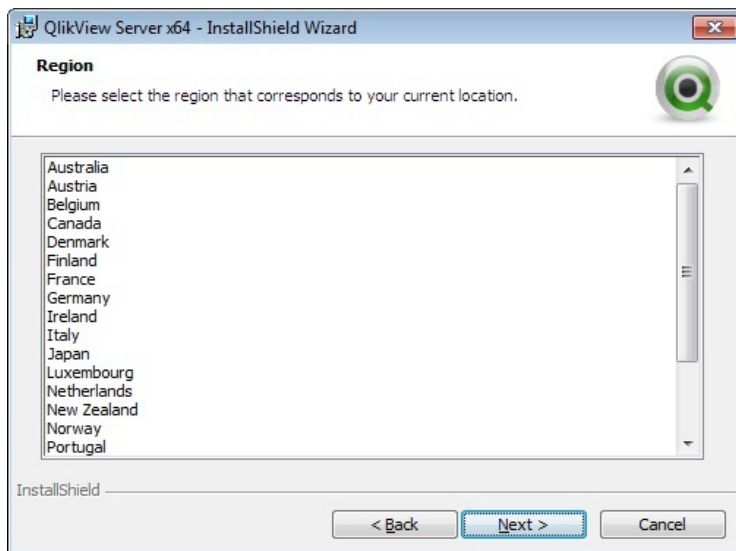 QlikView Server x64 - InstallShield Wizard
Region
Please select the region that corresponds to your current location.
Australia
Austria
Belgium
Canada
Denmark
Finland
France
Germany
Ireland
Italy
Japan
Luxembourg
Netherlands
New Zealand
Norway
Portugal
InstallShield
< Back
Next >
Cancel